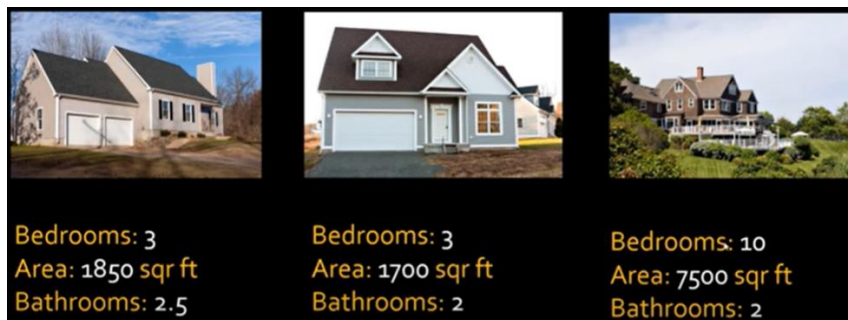 Bedrooms: 3
Area: 1850 sqr ft
Bathrooms: 2.5
Bedrooms: 3
Area: 1700 sqr ft
Bathrooms: 2
Bedrooms: 10
Area: 7500 sqr ft
Bathrooms: 2